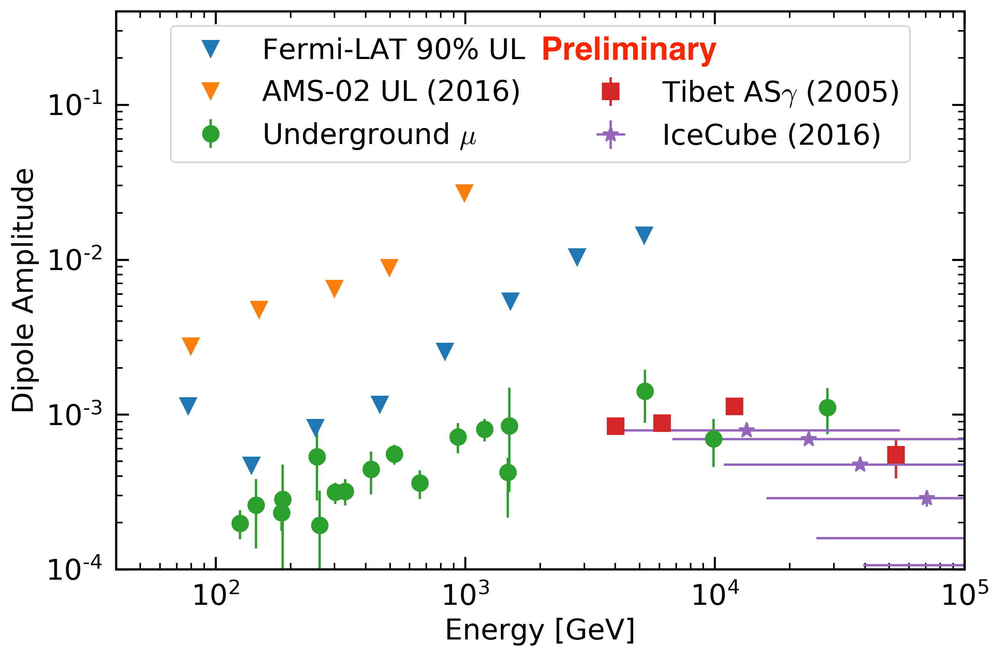 Fermi-LAT 90% UL Preliminary
AMS-02 UL (2016) Tibet ASγ (2005)
Underground μ IceCube (2016)
Dipole Amplitude
10⁻¹
10⁻²
10⁻³
10⁻⁴
10² 10³ 10⁴ 10⁵
Energy [GeV]